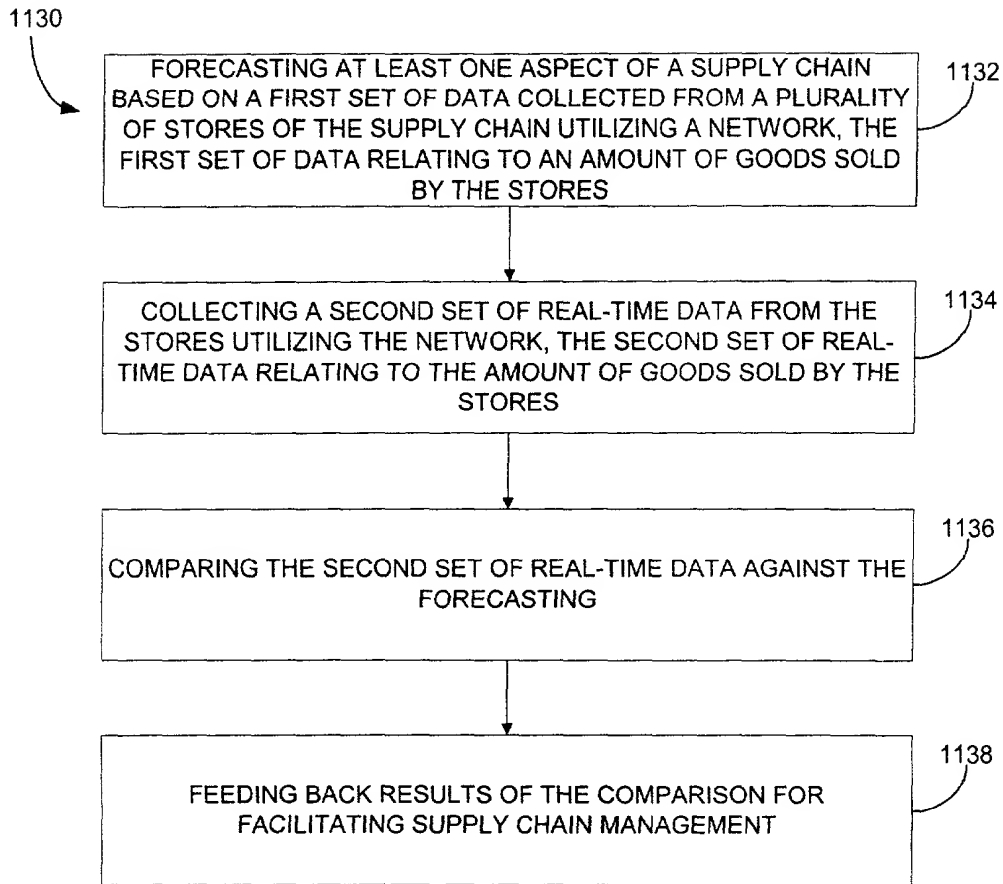 1130
FORECASTING AT LEAST ONE ASPECT OF A SUPPLY CHAIN
BASED ON A FIRST SET OF DATA COLLECTED FROM A PLURALITY
OF STORES OF THE SUPPLY CHAIN UTILIZING A NETWORK, THE
FIRST SET OF DATA RELATING TO AN AMOUNT OF GOODS SOLD
BY THE STORES
1132
COLLECTING A SECOND SET OF REAL-TIME DATA FROM THE
STORES UTILIZING THE NETWORK, THE SECOND SET OF REAL-
TIME DATA RELATING TO THE AMOUNT OF GOODS SOLD BY THE
STORES
1134
COMPARING THE SECOND SET OF REAL-TIME DATA AGAINST THE
FORECASTING
1136
FEEDING BACK RESULTS OF THE COMPARISON FOR
FACILITATING SUPPLY CHAIN MANAGEMENT
1138